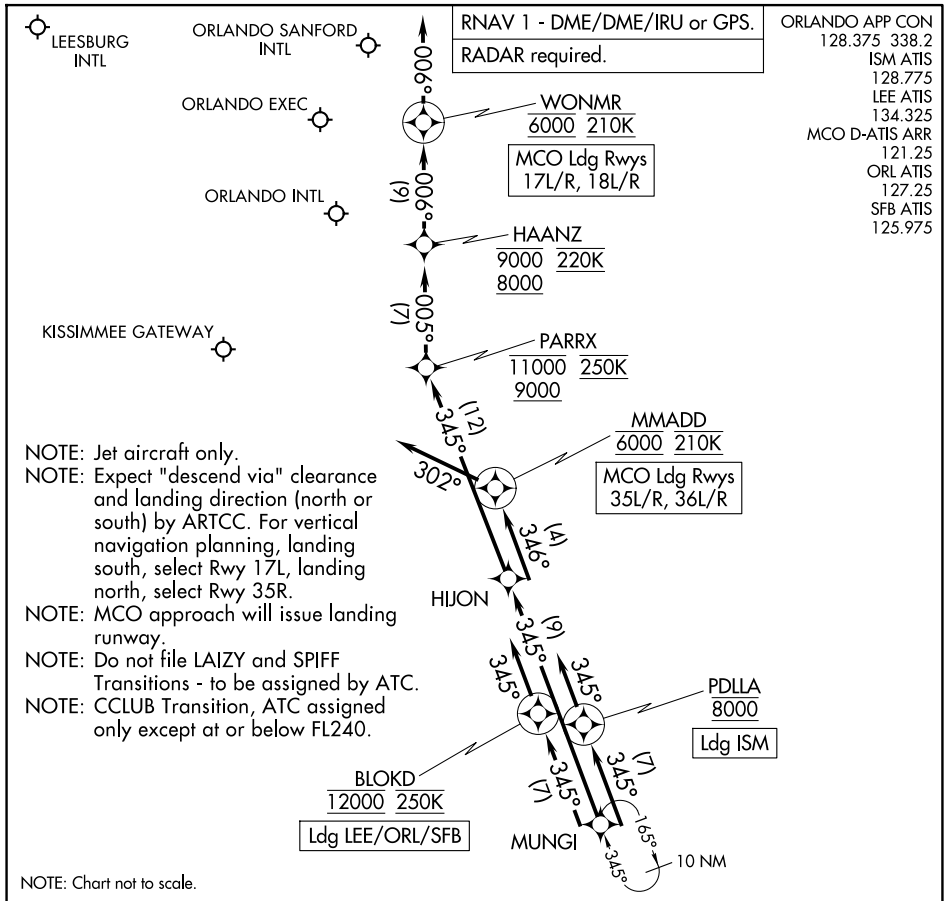 RNAV 1 - DME/DME/IRU or GPS.
RADAR required.
ORLANDO APP CON
128.375 338.2
ISM ATIS
128.775
LEE ATIS
134.325
MCO D-ATIS ARR
121.25
ORL ATIS
127.25
SFB ATIS
125.975
LEESBURG
INTL
ORLANDO SANFORD
INTL
ORLANDO EXEC
ORLANDO INTL
KISSIMMEE GATEWAY
006°
WONMR
6000 210K
MCO Ldg Rwys
17L/R, 18L/R
006°
(9)
HAANZ
9000 220K
8000
005°
(7)
PARRX
11000 250K
9000
(12)
345°
MMADD
6000 210K
MCO Ldg Rwys
35L/R, 36L/R
302°
(4)
346°
HIJON
(9)
345°
345°
345°
PDLLA
8000
Ldg ISM
BLOKD
12000 250K
Ldg LEE/ORL/SFB
345°
(7)
(7)
345°
MUNGI
165°
345°
10 NM
NOTE: Jet aircraft only.
NOTE: Expect "descend via" clearance
and landing direction (north or
south) by ARTCC. For vertical
navigation planning, landing
south, select Rwy 17L, landing
north, select Rwy 35R.
NOTE: MCO approach will issue landing
runway.
NOTE: Do not file LAIZY and SPIFF
Transitions - to be assigned by ATC.
NOTE: CCLUB Transition, ATC assigned
only except at or below FL240.
NOTE: Chart not to scale.